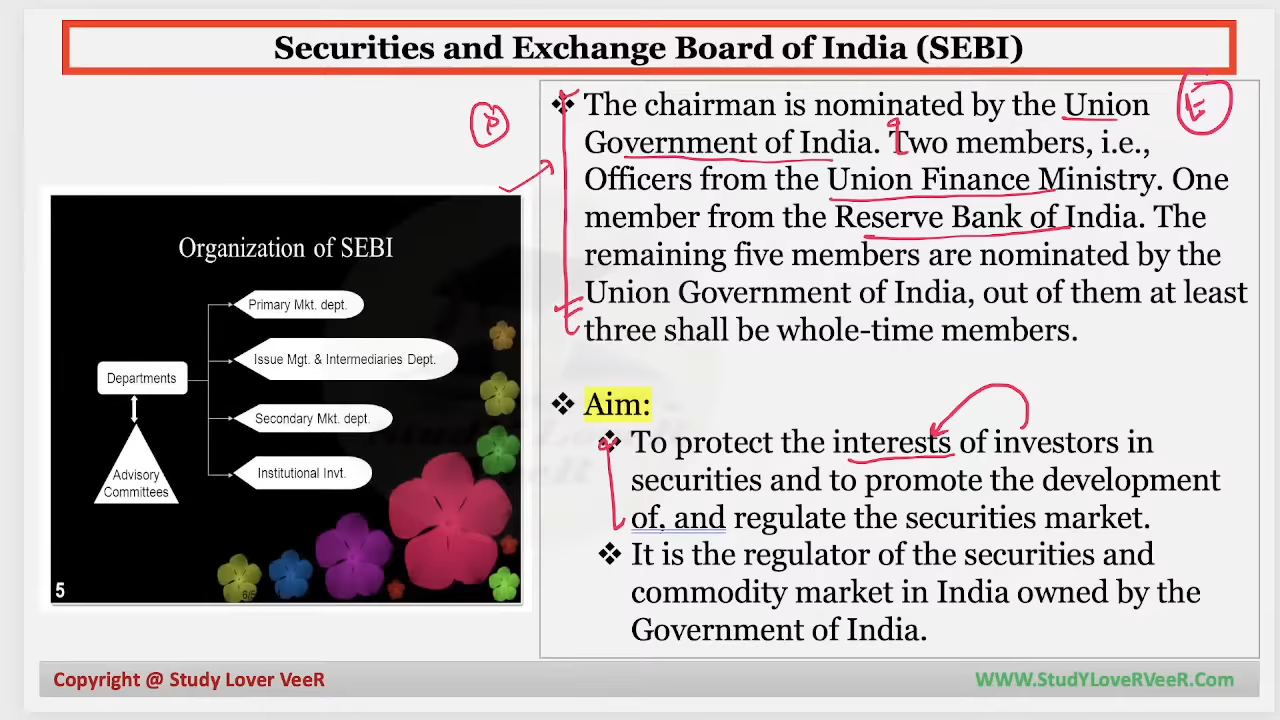 Securities and Exchange Board of India (SEBI)
❖ The chairman is nominated by the Union
Government of India. Two members, i.e.,
Officers from the Union Finance Ministry. One
member from the Reserve Bank of India. The
remaining five members are nominated by the
Union Government of India, out of them at least
three shall be whole-time members.
❖ Aim:
❖ To protect the interests of investors in
securities and to promote the development
of, and regulate the securities market.
❖ It is the regulator of the securities and
commodity market in India owned by the
Government of India.
Organization of SEBI
Primary Mkt. dept.
Issue Mgt. & Intermediaries Dept.
Departments
Secondary Mkt. dept.
Institutional Invt.
Advisory
Committees
5
Copyright @ Study Lover VeeR
WWW.StudYLoveRVeeR.Com